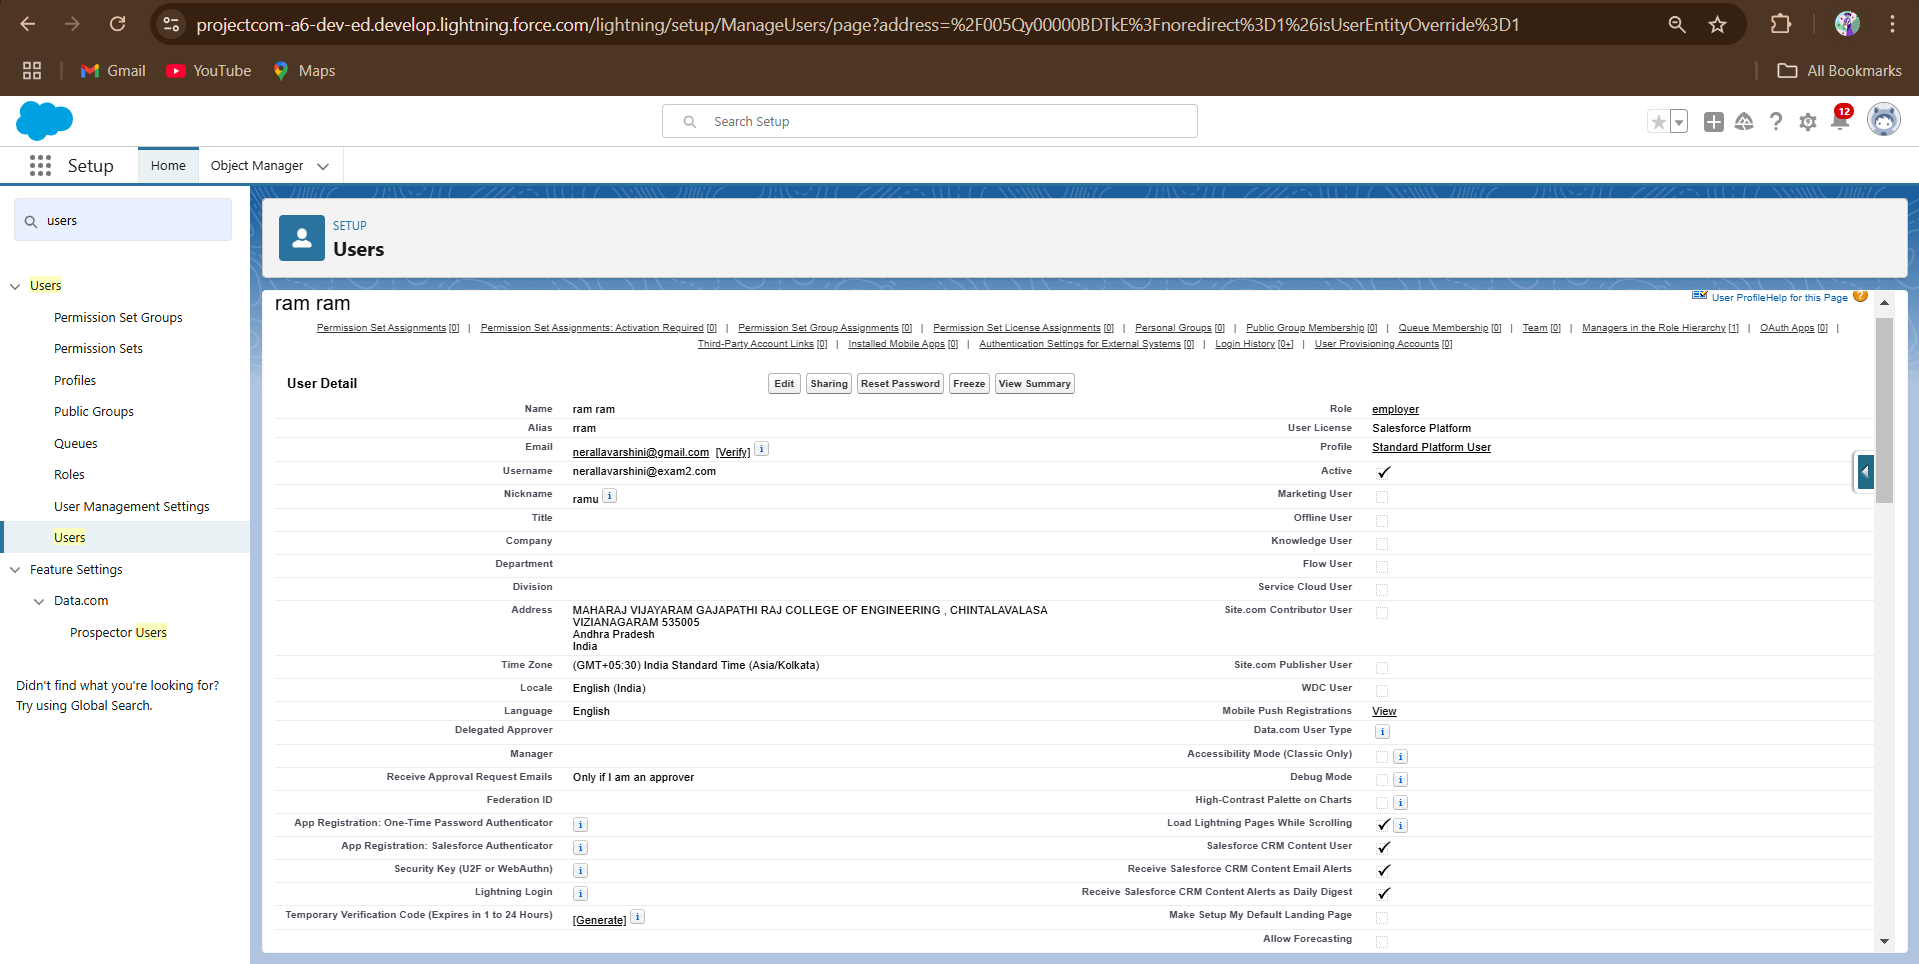 projectcom-a6-dev-ed.develop.lightning.force.com/lightning/setup/ManageUsers/page?address=%2F005Qy00000BDTkE%3Fnoredirect%3D1%26isUserEntityOverride%3D1
Gmail YouTube Maps All Bookmarks
Search Setup
12
Setup Home Object Manager
users
SETUP
Users
Users
Permission Set Groups
Permission Sets
Profiles
Public Groups
Queues
Roles
User Management Settings
Users
Feature Settings
Data.com
Prospector Users
Didn't find what you're looking for?
Try using Global Search.
ram ram
User Profile Help for this Page ?
Permission Set Assignments [0] | Permission Set Assignments: Activation Required [0] | Permission Set Group Assignments [0] | Permission Set License Assignments [0] | Personal Groups [0] | Public Group Membership [0] | Queue Membership [0] | Team [0] | Managers in the Role Hierarchy [1] | OAuth Apps [0] |
Third-Party Account Links [0] | Installed Mobile Apps [0] | Authentication Settings for External Systems [0] | Login History [0+] | User Provisioning Accounts [0]
User Detail Edit Sharing Reset Password Freeze View Summary
Name ram ram Role employer
Alias rram User License Salesforce Platform
Email nerallavarshini@gmail.com [Verify] i Profile Standard Platform User
Username nerallavarshini@exam2.com Active
Nickname ramu i Marketing User
Title Offline User
Company Knowledge User
Department Flow User
Division Service Cloud User
Address MAHARAJ VIJAYARAM GAJAPATHI RAJ COLLEGE OF ENGINEERING , CHINTALAVALASA Site.com Contributor User
VIZIANAGARAM 535005
Andhra Pradesh
India
Time Zone (GMT+05:30) India Standard Time (Asia/Kolkata) Site.com Publisher User
Locale English (India) WDC User
Language English Mobile Push Registrations View
Delegated Approver Data.com User Type i
Manager Accessibility Mode (Classic Only) i
Receive Approval Request Emails Only if I am an approver Debug Mode i
Federation ID High-Contrast Palette on Charts i
App Registration: One-Time Password Authenticator i Load Lightning Pages While Scrolling i
App Registration: Salesforce Authenticator i Salesforce CRM Content User
Security Key (U2F or WebAuthn) i Receive Salesforce CRM Content Email Alerts
Lightning Login i Receive Salesforce CRM Content Alerts as Daily Digest
Temporary Verification Code (Expires in 1 to 24 Hours) [Generate] i Make Setup My Default Landing Page
Allow Forecasting